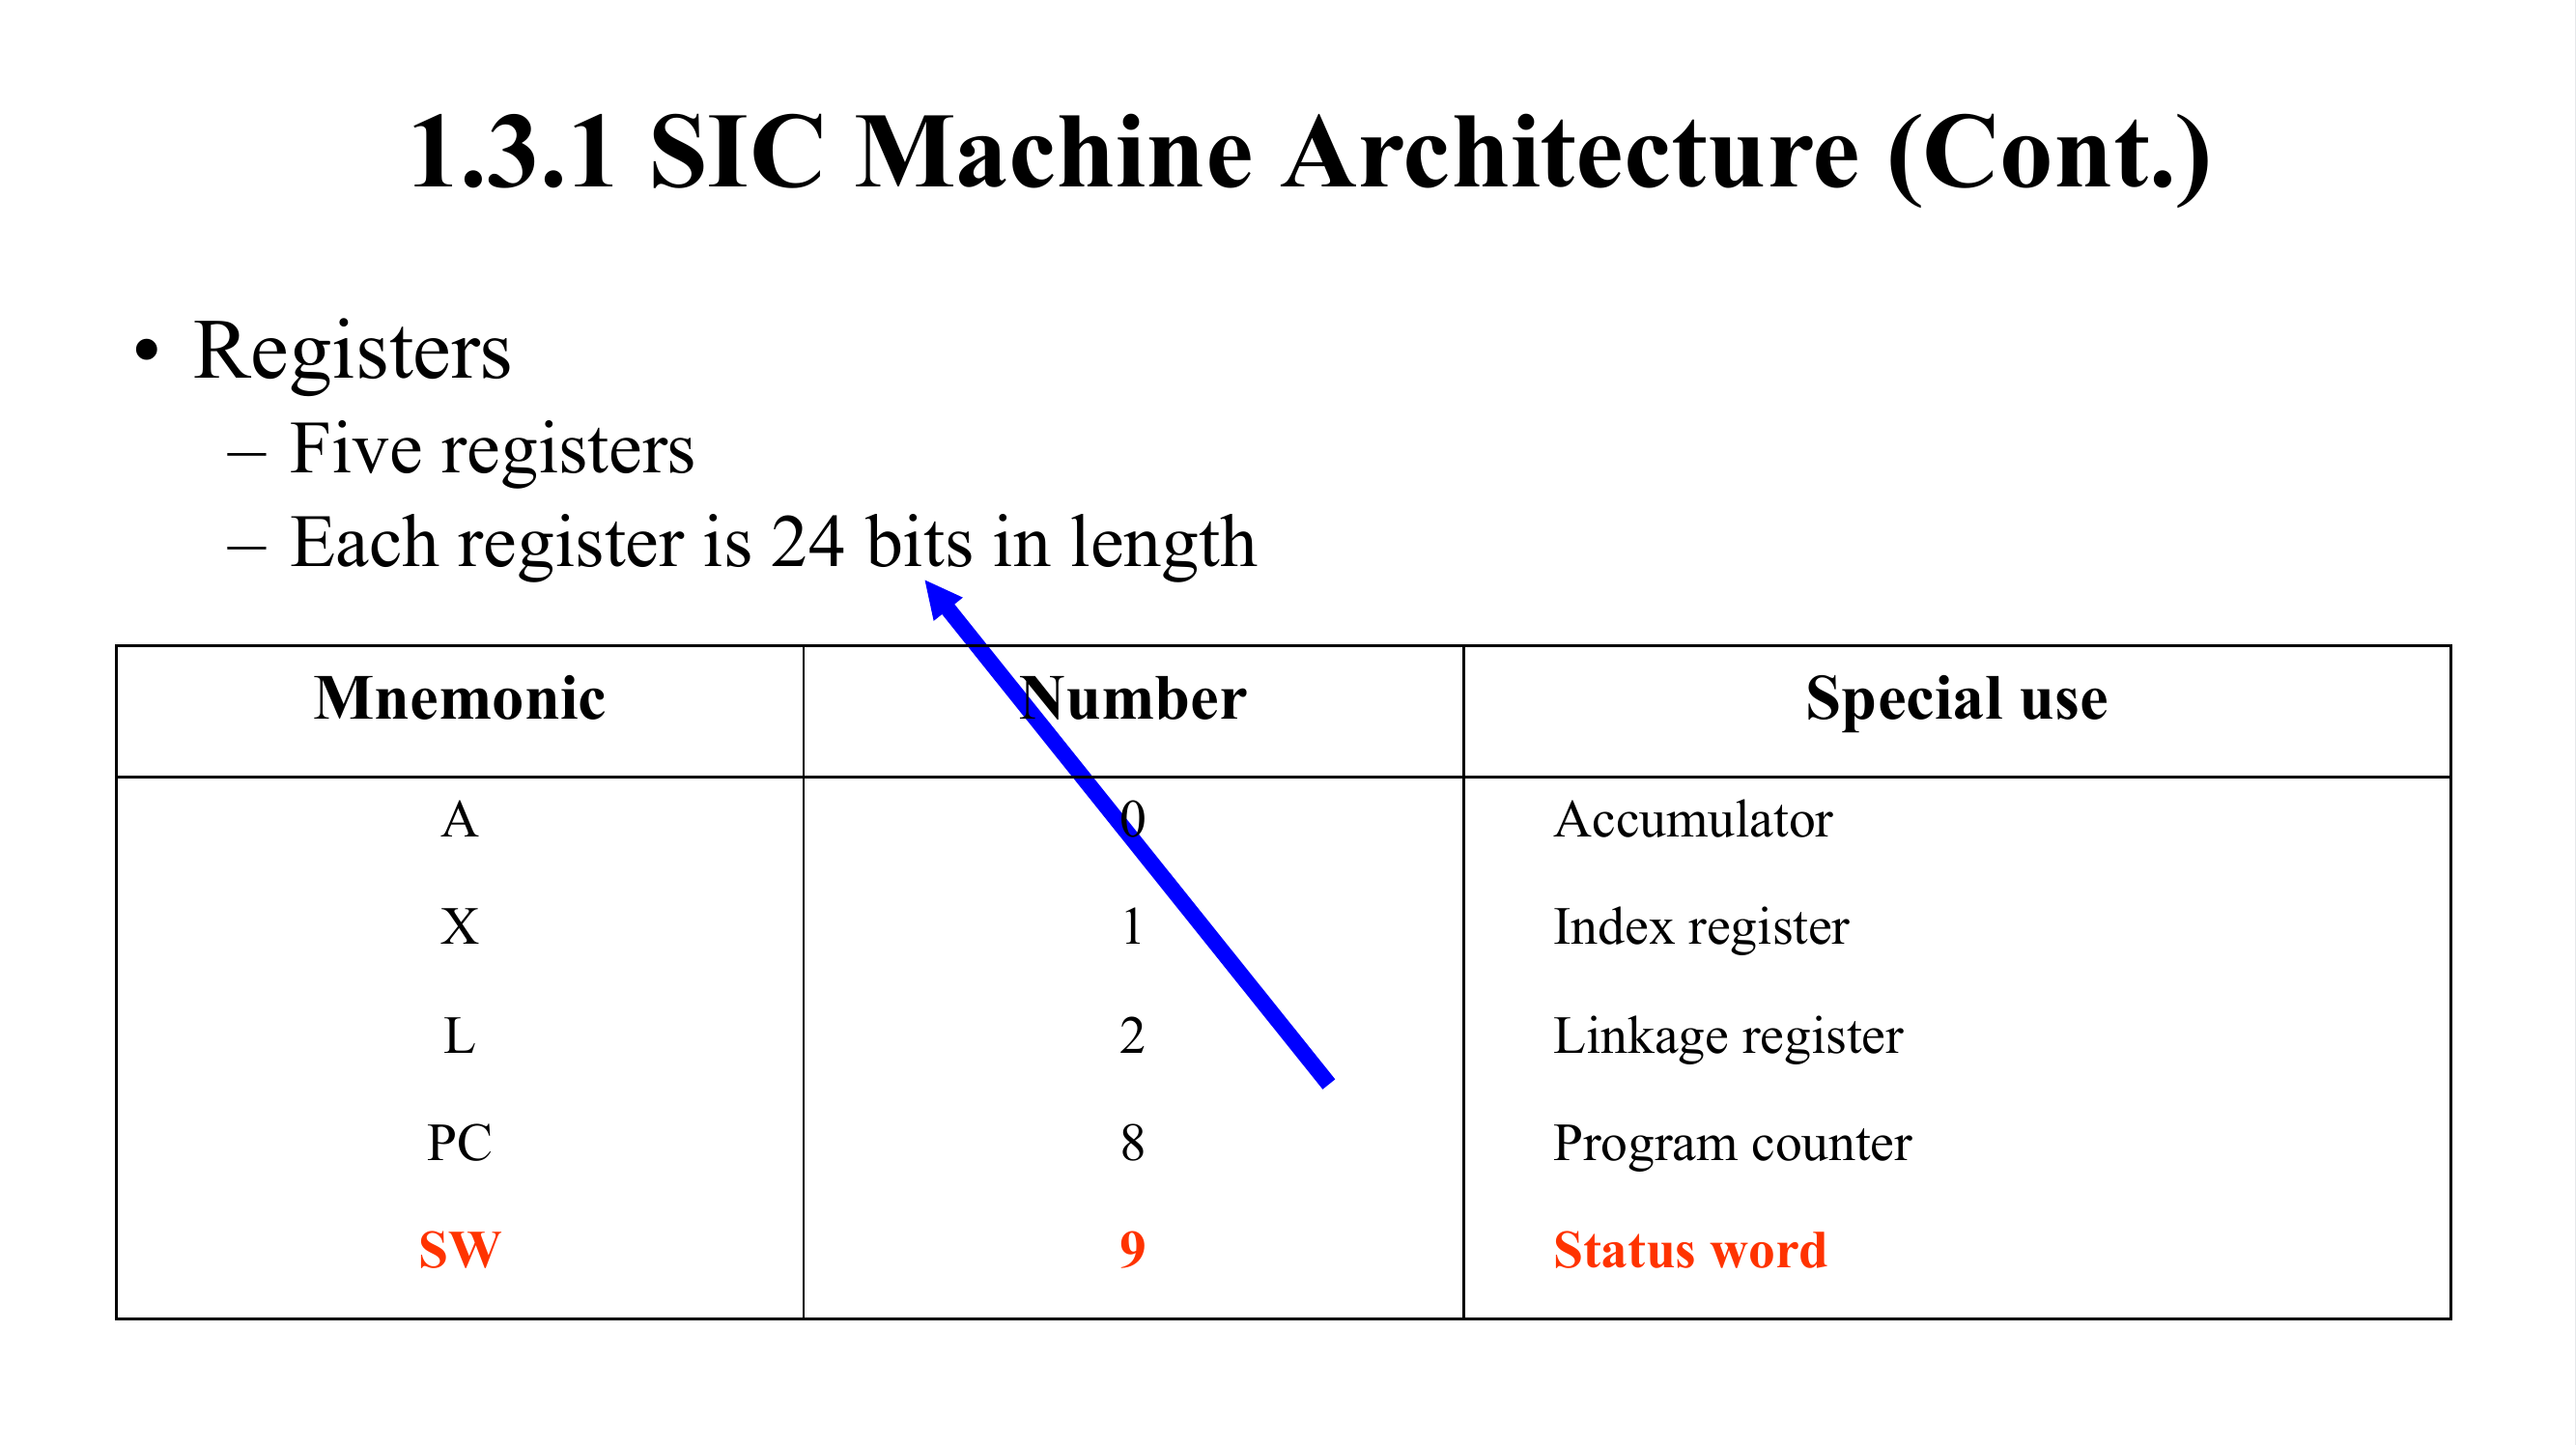 1.3.1 SIC Machine Architecture (Cont.)
• Registers
– Five registers
– Each register is 24 bits in length
Mnemonic Number Special use
A 0 Accumulator
X 1 Index register
L 2 Linkage register
PC 8 Program counter
SW 9 Status word